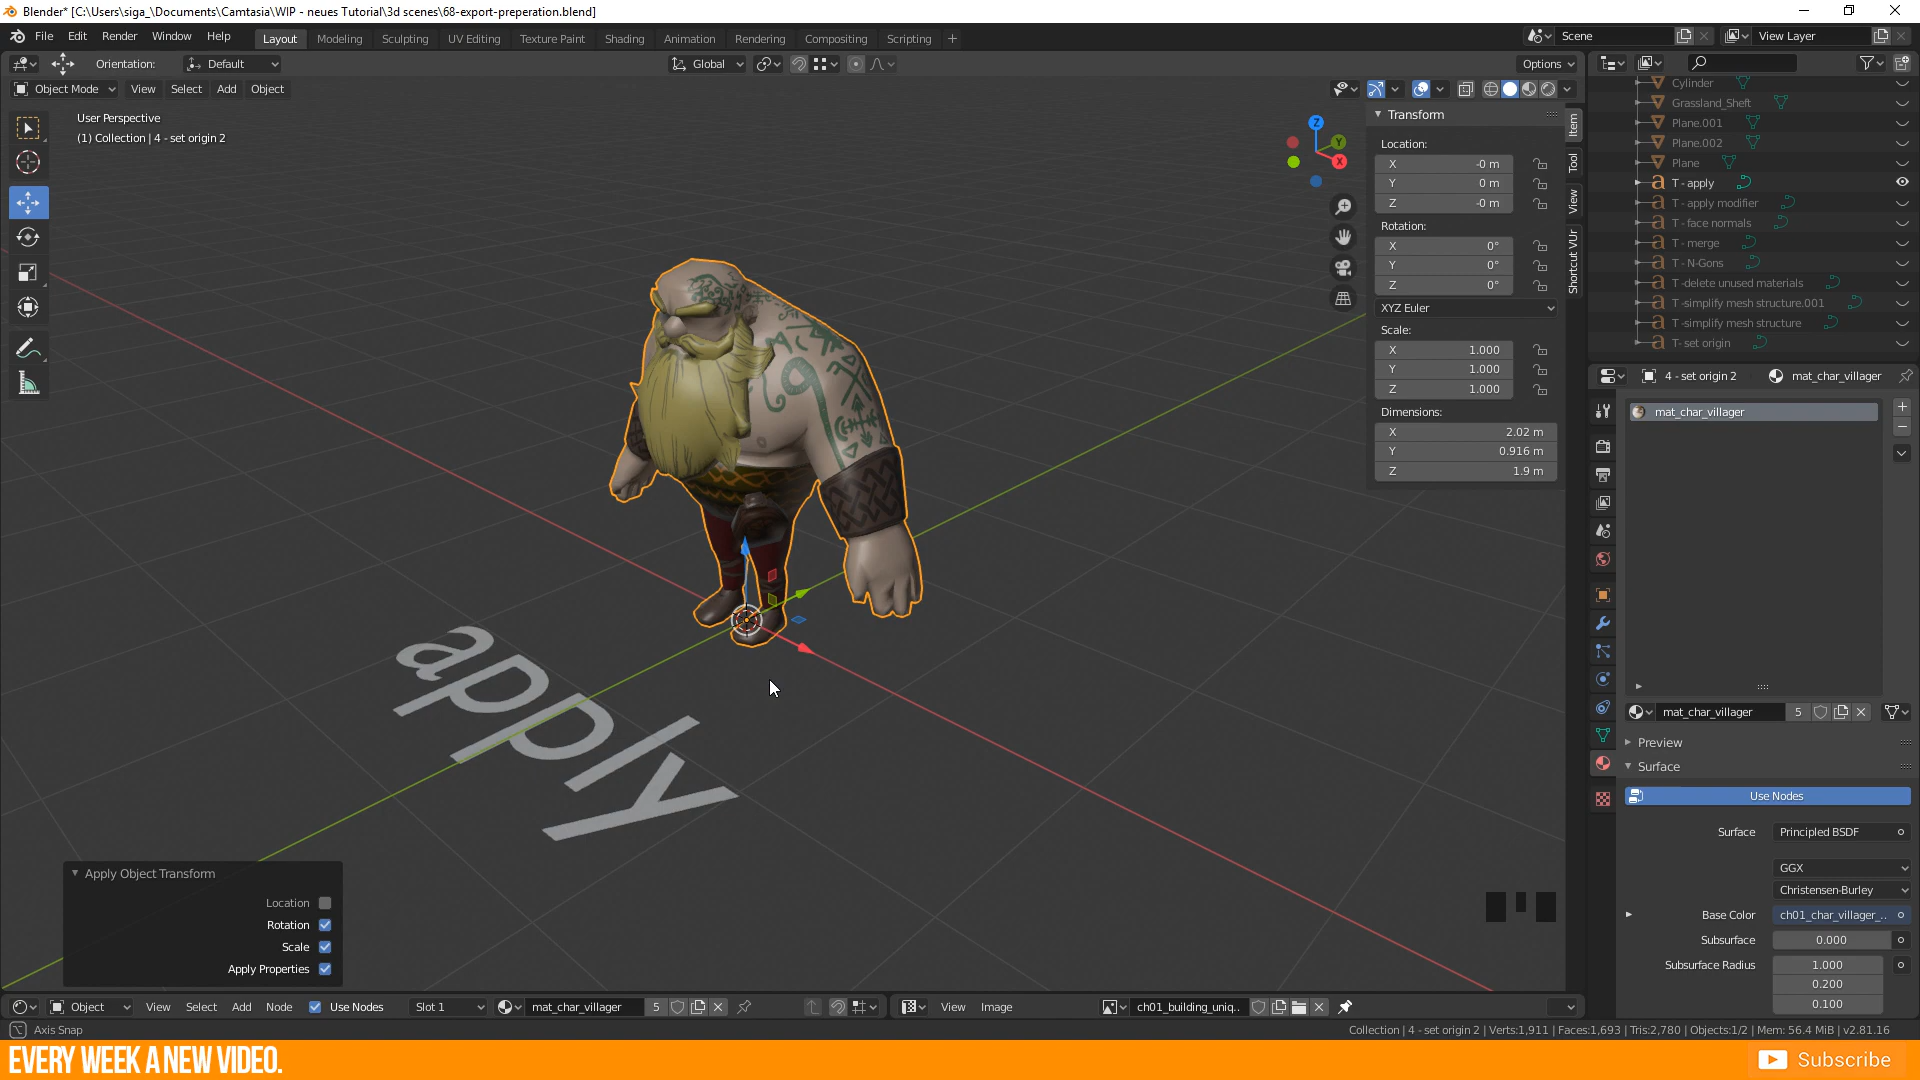 Blender* [C:\Users\siga_\Documents\Camtasia\WIP - neues Tutorial\3d scenes\68-export-preperation.blend]
File Edit Render Window Help
Layout Modeling Sculpting UV Editing Texture Paint Shading Animation Rendering Compositing Scripting +
Scene
View Layer
Orientation: Default
Global
Options
Object Mode View Select Add Object
User Perspective
(1) Collection | 4 - set origin 2
Z
Y
X
Transform
Location:
X -0 m
Y 0 m
Z -0 m
Rotation:
X 0°
Y 0°
Z 0°
XYZ Euler
Scale:
X 1.000
Y 1.000
Z 1.000
Dimensions:
X 2.02 m
Y 0.916 m
Z 1.9 m
Item
Tool
View
Shortcut VUr
Cylinder
Grassland_Sheft
Plane.001
Plane.002
Plane
T - apply
T - apply modifier
T - face normals
T - merge
T - N-Gons
T -delete unused materials
T -simplify mesh structure.001
T -simplify mesh structure
T- set origin
4 - set origin 2 mat_char_villager
mat_char_villager
mat_char_villager 5
Preview
Surface
Use Nodes
Surface Principled BSDF
GGX
Christensen-Burley
Base Color ch01_char_villager_..
Subsurface 0.000
Subsurface Radius 1.000
0.200
0.100
apply
Apply Object Transform
Location
Rotation
Scale
Apply Properties
Object View Select Add Node Use Nodes Slot 1 mat_char_villager 5
View Image ch01_building_uniq..
Axis Snap
Collection | 4 - set origin 2 | Verts:1,911 | Faces:1,693 | Tris:2,780 | Objects:1/2 | Mem: 56.4 MiB | v2.81.16
EVERY WEEK A NEW VIDEO.
Subscribe